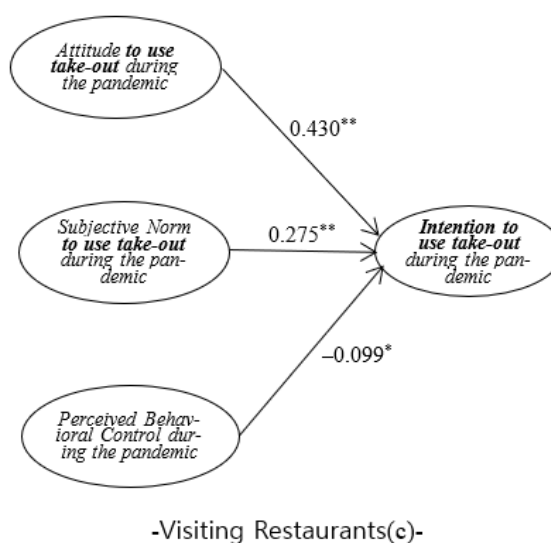 Attitude to use
take-out during
the pandemic
0.430**
Subjective Norm
to use take-out
during the pan-
demic
0.275**
Intention to
use take-out
during the pan-
demic
–0.099*
Perceived Behav-
ioral Control dur-
ing the pandemic
-Visiting Restaurants(c)-